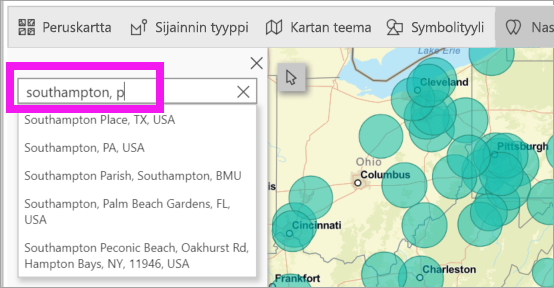 Peruskartta Sijainnin tyyppi Kartan teema Symbolityyli Nas
southampton, p
Southampton Place, TX, USA
Southampton, PA, USA
Southampton Parish, Southampton, BMU
Southampton, Palm Beach Gardens, FL,
USA
Southampton Peconic Beach, Oakhurst Rd,
Hampton Bays, NY, 11946, USA
Lake Erie
Cleveland
Pittsburgh
Ohio
Columbus
is
Cincinnati
Frankfort
Charleston